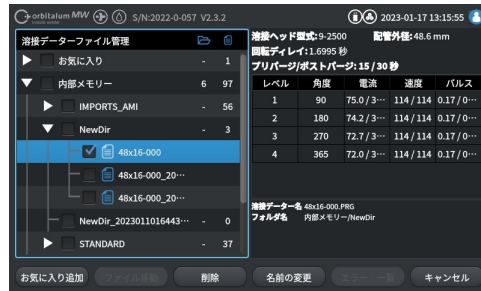 orbitalum MW S/N:2022-0-057 V2.3.2 2023-01-17 13:15:55
mobile welder
溶接データーファイル管理
お気に入り - 1
内部メモリー 6 97
IMPORTS_AMI - 56
NewDir - 3
48x16-000
48x16-000_20…
48x16-000_20…
NewDir_2023011016443… - 0
STANDARD - 37
溶接ヘッド型式:9-2500 配管外径:48.6 mm
回転ディレイ:1.6995 秒
プリパージ/ポストパージ: 15 / 30 秒
レベル 角度 電流 速度 パルス
1 90 75.0 / 3… 114 / 114 0.17 / 0…
2 180 74.2 / 3… 114 / 114 0.17 / 0…
3 270 72.7 / 3… 114 / 114 0.17 / 0…
4 365 72.0 / 3… 114 / 114 0.17 / 0…
溶接データー名 48x16-000.PRG
フォルダ名 内部メモリー/NewDir
お気に入り追加 ファイル移動 削除 名前の変更 エラー 一覧 キャンセル